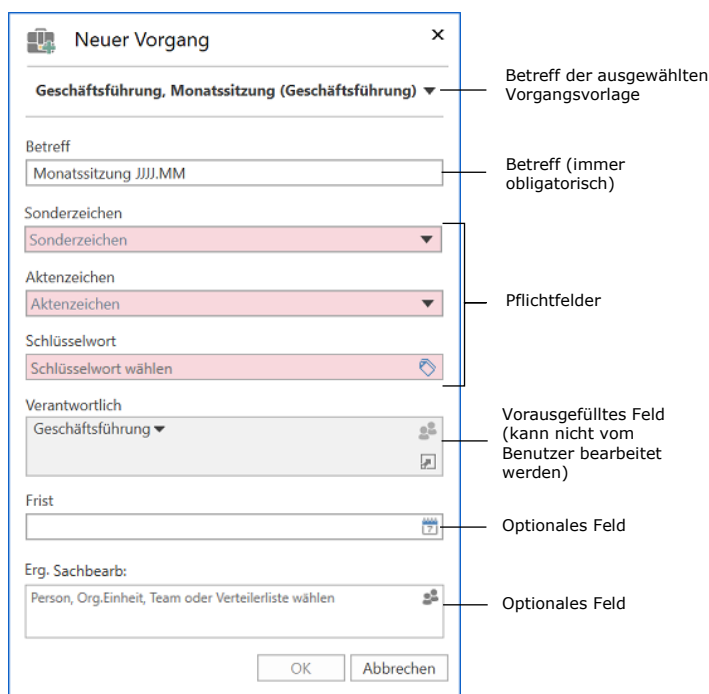 Neuer Vorgang
Geschäftsführung, Monatssitzung (Geschäftsführung)
Betreff der ausgewählten
Vorgangsvorlage
Betreff
Monatssitzung JJJJ.MM
Betreff (immer
obligatorisch)
Sonderzeichen
Sonderzeichen
Aktenzeichen
Aktenzeichen
Pflichtfelder
Schlüsselwort
Schlüsselwort wählen
Verantwortlich
Geschäftsführung
Vorausgefülltes Feld
(kann nicht vom
Benutzer bearbeitet
werden)
Frist
7
Optionales Feld
Erg. Sachbearb:
Person, Org.Einheit, Team oder Verteilerliste wählen
Optionales Feld
OK
Abbrechen